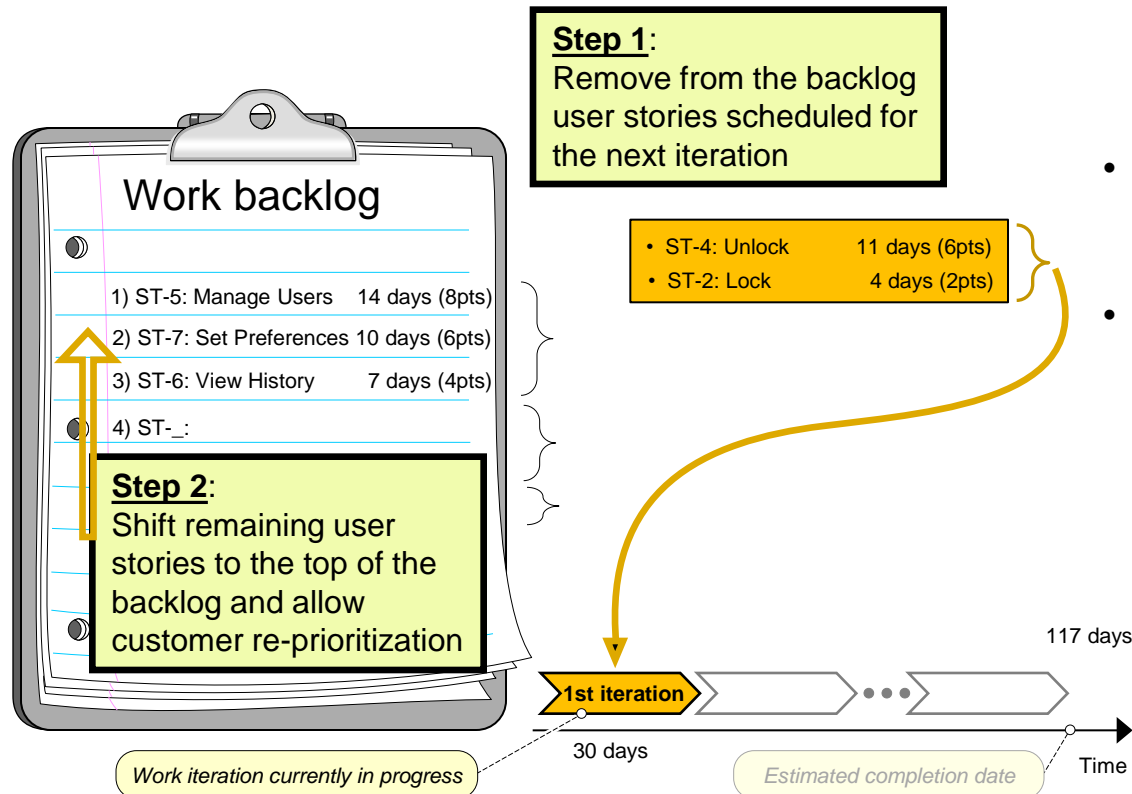 Step 1:
Remove from the backlog
user stories scheduled for
the next iteration
Work backlog
• ST-4: Unlock 11 days (6pts)
• ST-2: Lock 4 days (2pts)
1) ST-5: Manage Users 14 days (8pts)
2) ST-7: Set Preferences 10 days (6pts)
3) ST-6: View History 7 days (4pts)
4) ST-_:
Step 2:
Shift remaining user
stories to the top of the
backlog and allow
customer re-prioritization
117 days
1st iteration
30 days
Time
Work iteration currently in progress
Estimated completion date